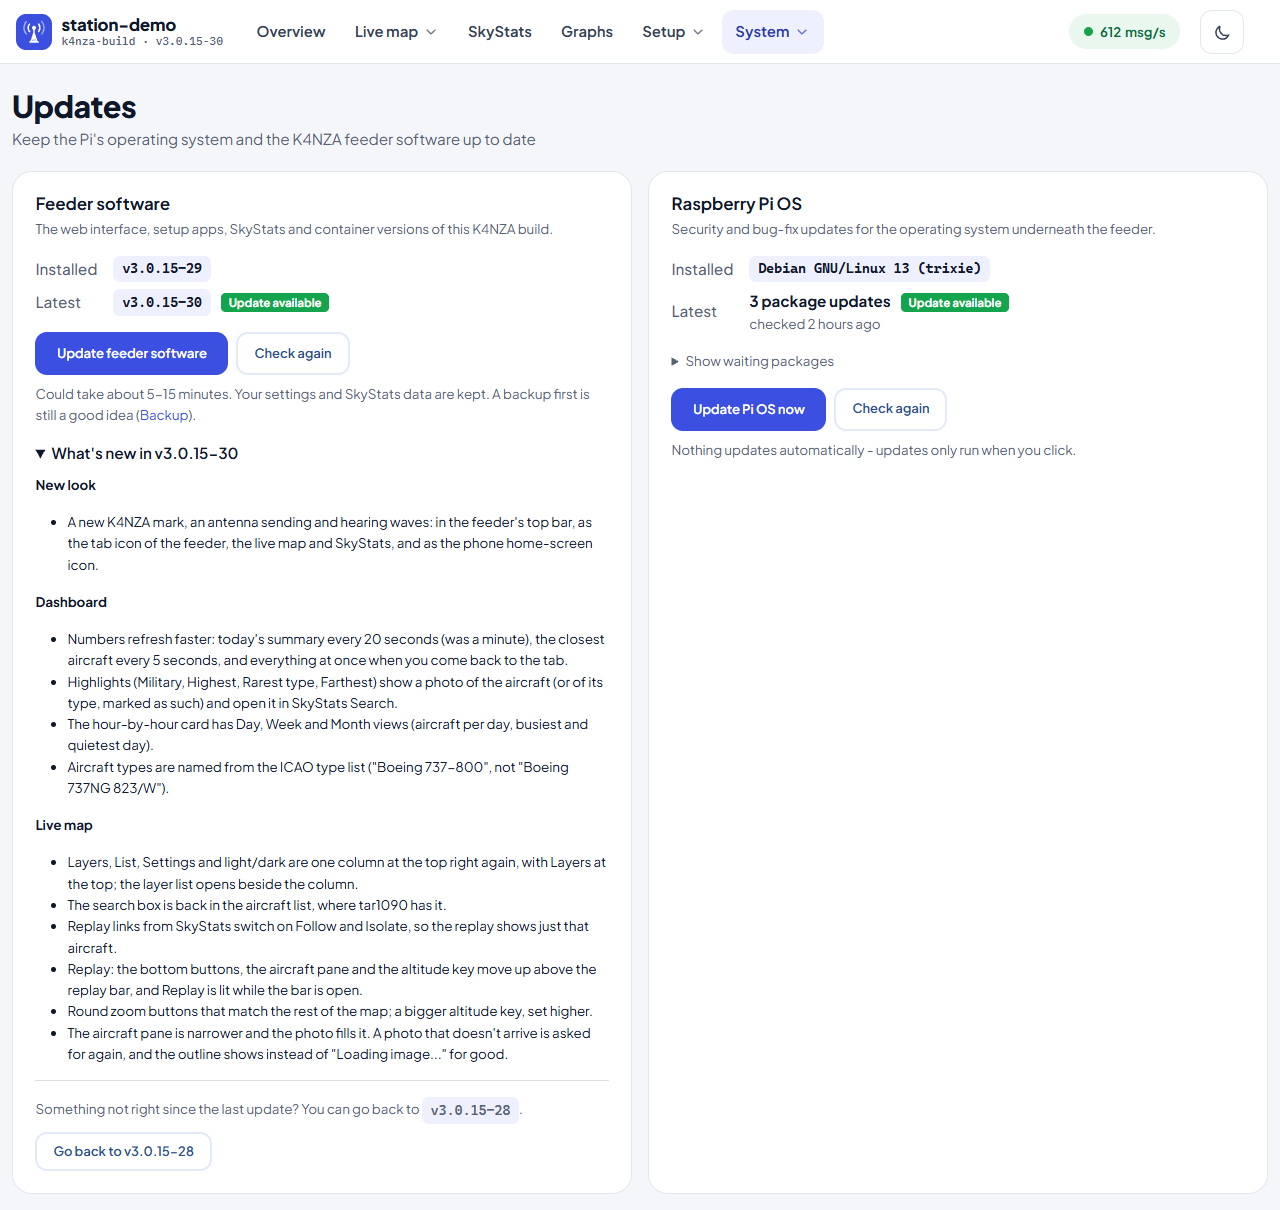 station-demo
k4nza-build · v3.0.15-30
Overview
Live map
SkyStats
Graphs
Setup
System
612 msg/s
Updates
Keep the Pi's operating system and the K4NZA feeder software up to date
Feeder software
The web interface, setup apps, SkyStats and container versions of this K4NZA build.
Installed v3.0.15-29
Latest v3.0.15-30 Update available
Update feeder software
Check again
Could take about 5-15 minutes. Your settings and SkyStats data are kept. A backup first is
still a good idea (Backup).
What's new in v3.0.15-30
New look
• A new K4NZA mark, an antenna sending and hearing waves: in the feeder's top bar, as
the tab icon of the feeder, the live map and SkyStats, and as the phone home-screen
icon.
Dashboard
• Numbers refresh faster: today's summary every 20 seconds (was a minute), the closest
aircraft every 5 seconds, and everything at once when you come back to the tab.
• Highlights (Military, Highest, Rarest type, Farthest) show a photo of the aircraft (or of its
type, marked as such) and open it in SkyStats Search.
• The hour-by-hour card has Day, Week and Month views (aircraft per day, busiest and
quietest day).
• Aircraft types are named from the ICAO type list ("Boeing 737-800", not "Boeing
737NG 823/W").
Live map
• Layers, List, Settings and light/dark are one column at the top right again, with Layers at
the top; the layer list opens beside the column.
• The search box is back in the aircraft list, where tar1090 has it.
• Replay links from SkyStats switch on Follow and Isolate, so the replay shows just that
aircraft.
• Replay: the bottom buttons, the aircraft pane and the altitude key move up above the
replay bar, and Replay is lit while the bar is open.
• Round zoom buttons that match the rest of the map; a bigger altitude key, set higher.
• The aircraft pane is narrower and the photo fills it. A photo that doesn't arrive is asked
for again, and the outline shows instead of "Loading image..." for good.
Something not right since the last update? You can go back to v3.0.15-28.
Go back to v3.0.15-28
Raspberry Pi OS
Security and bug-fix updates for the operating system underneath the feeder.
Installed Debian GNU/Linux 13 (trixie)
Latest 3 package updates Update available
checked 2 hours ago
Show waiting packages
Update Pi OS now
Check again
Nothing updates automatically - updates only run when you click.